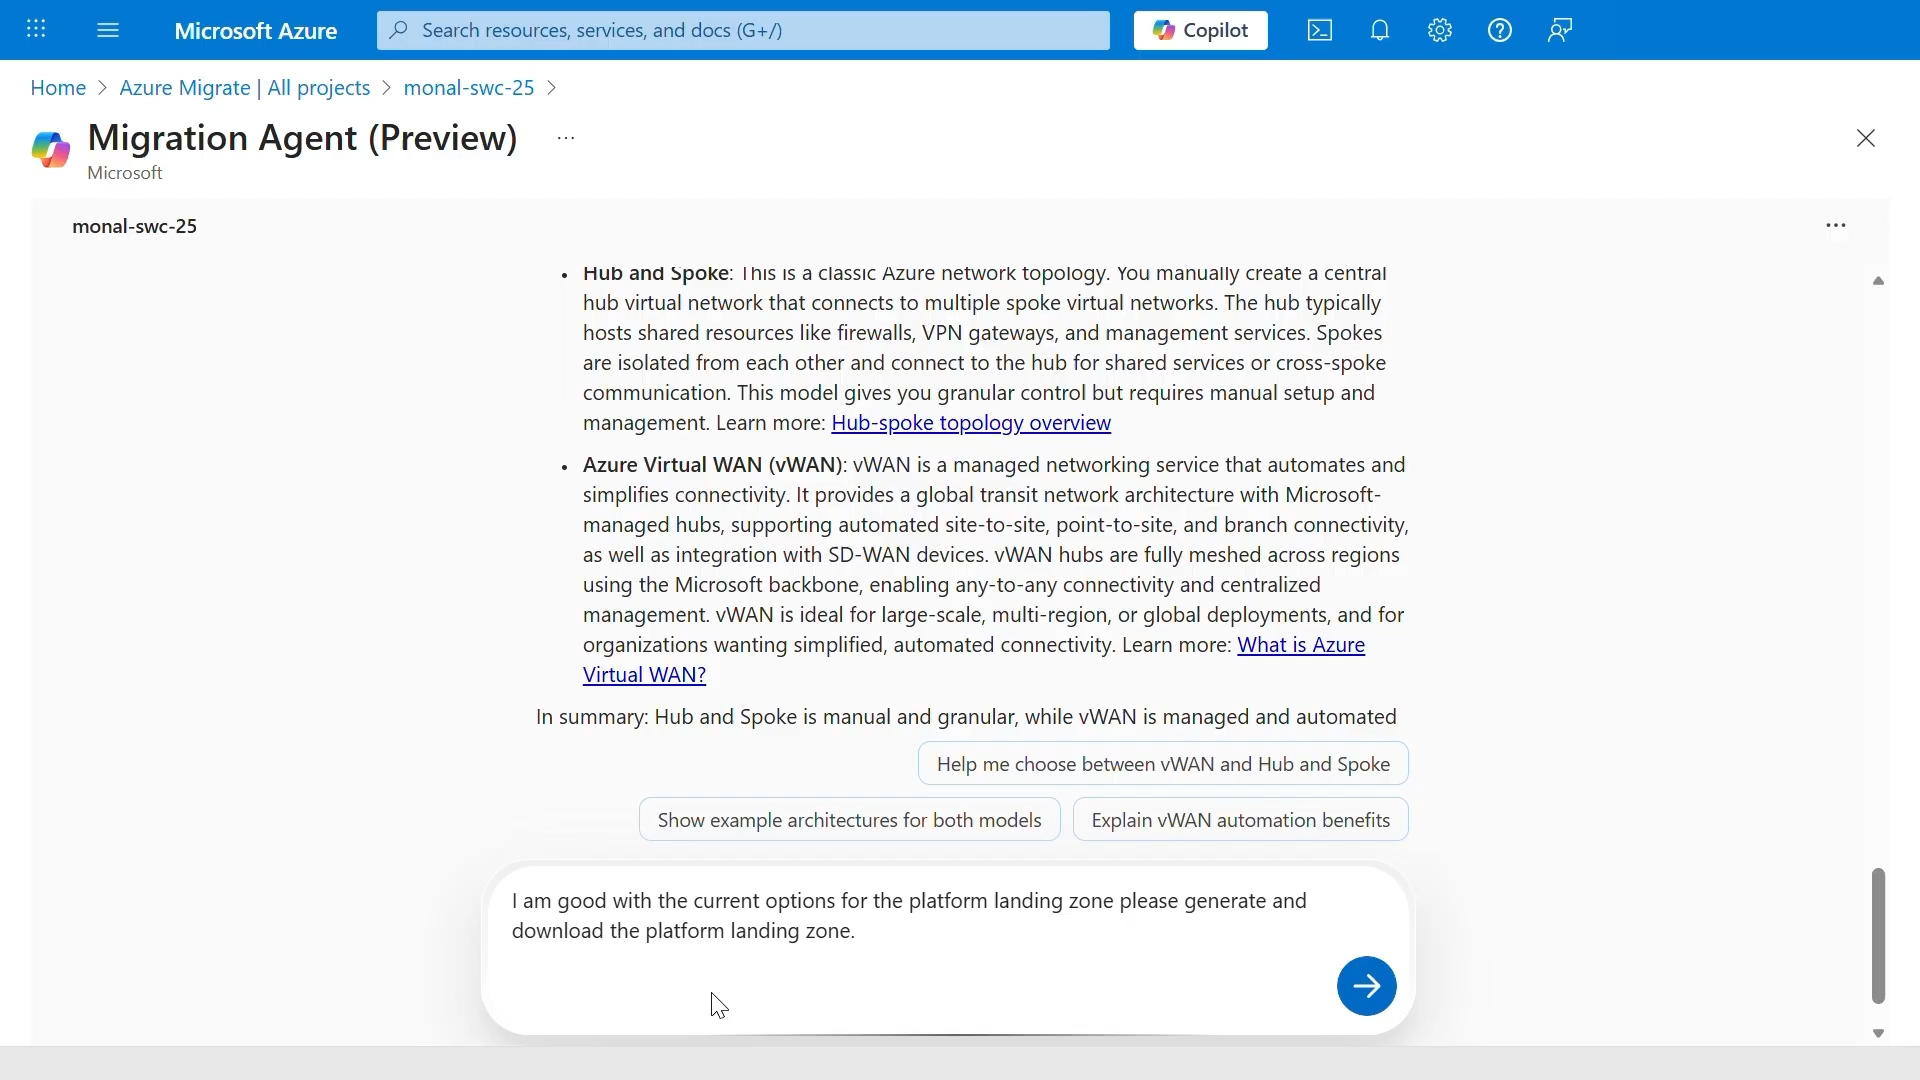 Microsoft Azure
Search resources, services, and docs (G+/)
Copilot
Home > Azure Migrate | All projects > monal-swc-25 >
Migration Agent (Preview) ...
Microsoft
monal-swc-25
...
• Hub and Spoke: This is a classic Azure network topology. You manually create a central
hub virtual network that connects to multiple spoke virtual networks. The hub typically
hosts shared resources like firewalls, VPN gateways, and management services. Spokes
are isolated from each other and connect to the hub for shared services or cross-spoke
communication. This model gives you granular control but requires manual setup and
management. Learn more: Hub-spoke topology overview
• Azure Virtual WAN (vWAN): vWAN is a managed networking service that automates and
simplifies connectivity. It provides a global transit network architecture with Microsoft-
managed hubs, supporting automated site-to-site, point-to-site, and branch connectivity,
as well as integration with SD-WAN devices. vWAN hubs are fully meshed across regions
using the Microsoft backbone, enabling any-to-any connectivity and centralized
management. vWAN is ideal for large-scale, multi-region, or global deployments, and for
organizations wanting simplified, automated connectivity. Learn more: What is Azure
Virtual WAN?
In summary: Hub and Spoke is manual and granular, while vWAN is managed and automated
Help me choose between vWAN and Hub and Spoke
Show example architectures for both models
Explain vWAN automation benefits
I am good with the current options for the platform landing zone please generate and
download the platform landing zone.